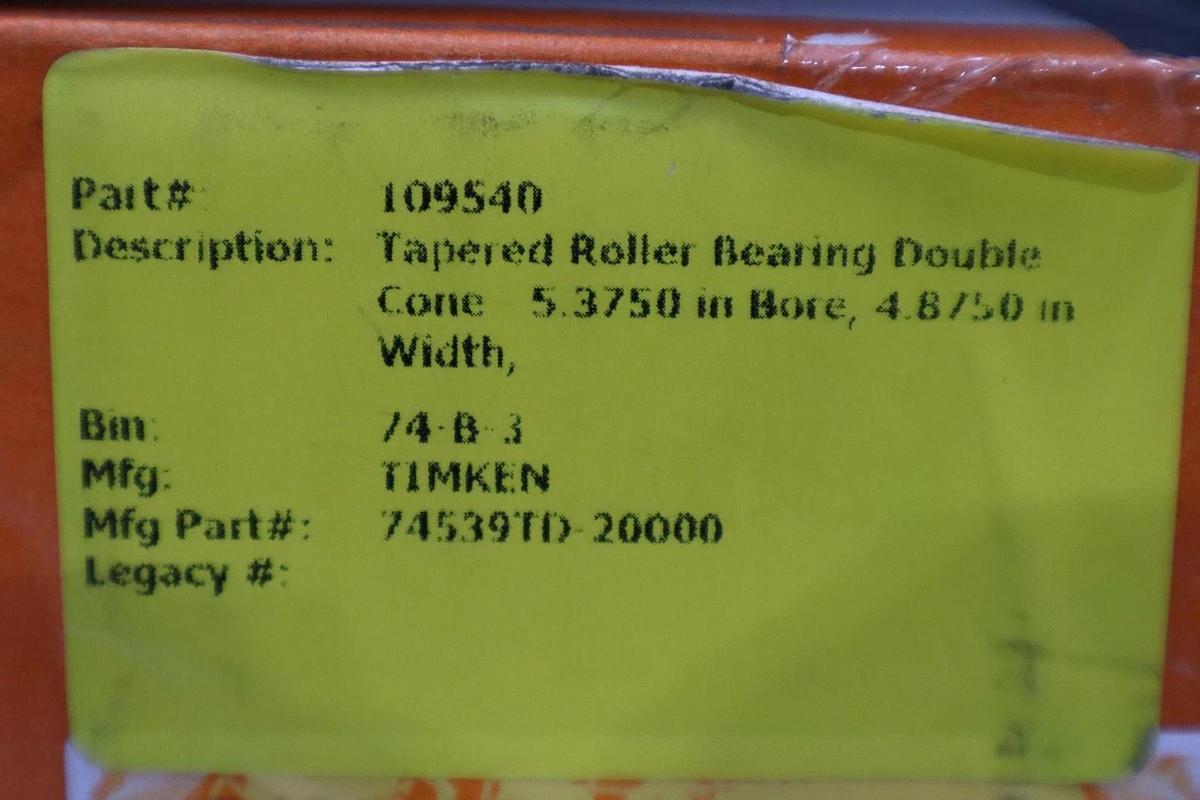 Part#: 109540
Description: Tapered Roller Bearing Double
Cone 5.3750 in Bore, 4.8750 in
Width,
Bin: 74-B-3
Mfg: TIMKEN
Mfg Part#: 74539TD-20000
Legacy #: